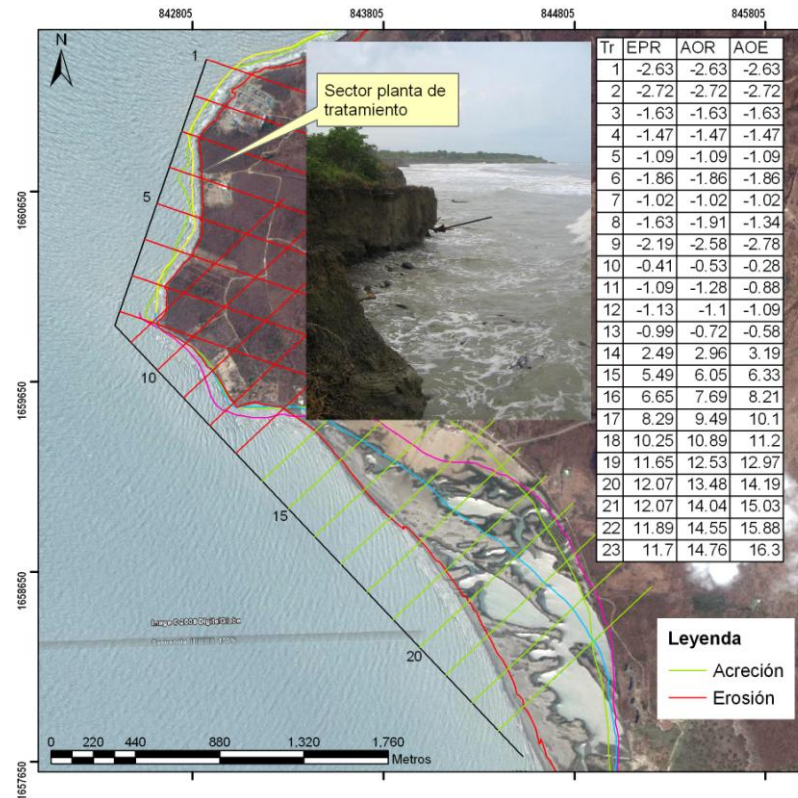 842805 843805 844805 845805
N
1
Sector planta de
tratamiento
5
10
15
20
1660650
1659650
1658650
1657650
Tr EPR AOR AOE
1 -2.63 -2.63 -2.63
2 -2.72 -2.72 -2.72
3 -1.63 -1.63 -1.63
4 -1.47 -1.47 -1.47
5 -1.09 -1.09 -1.09
6 -1.86 -1.86 -1.86
7 -1.02 -1.02 -1.02
8 -1.63 -1.91 -1.34
9 -2.19 -2.58 -2.78
10 -0.41 -0.53 -0.28
11 -1.09 -1.28 -0.88
12 -1.13 -1.1 -1.09
13 -0.99 -0.72 -0.58
14 2.49 2.96 3.19
15 5.49 6.05 6.33
16 6.65 7.69 8.21
17 8.29 9.49 10.1
18 10.25 10.89 11.2
19 11.65 12.53 12.97
20 12.07 13.48 14.19
21 12.07 14.04 15.03
22 11.89 14.55 15.88
23 11.7 14.76 16.3
Image © 2008 DigitalGlobe
Leyenda
Acreción
Erosión
0 220 440 880 1,320 1,760
Metros